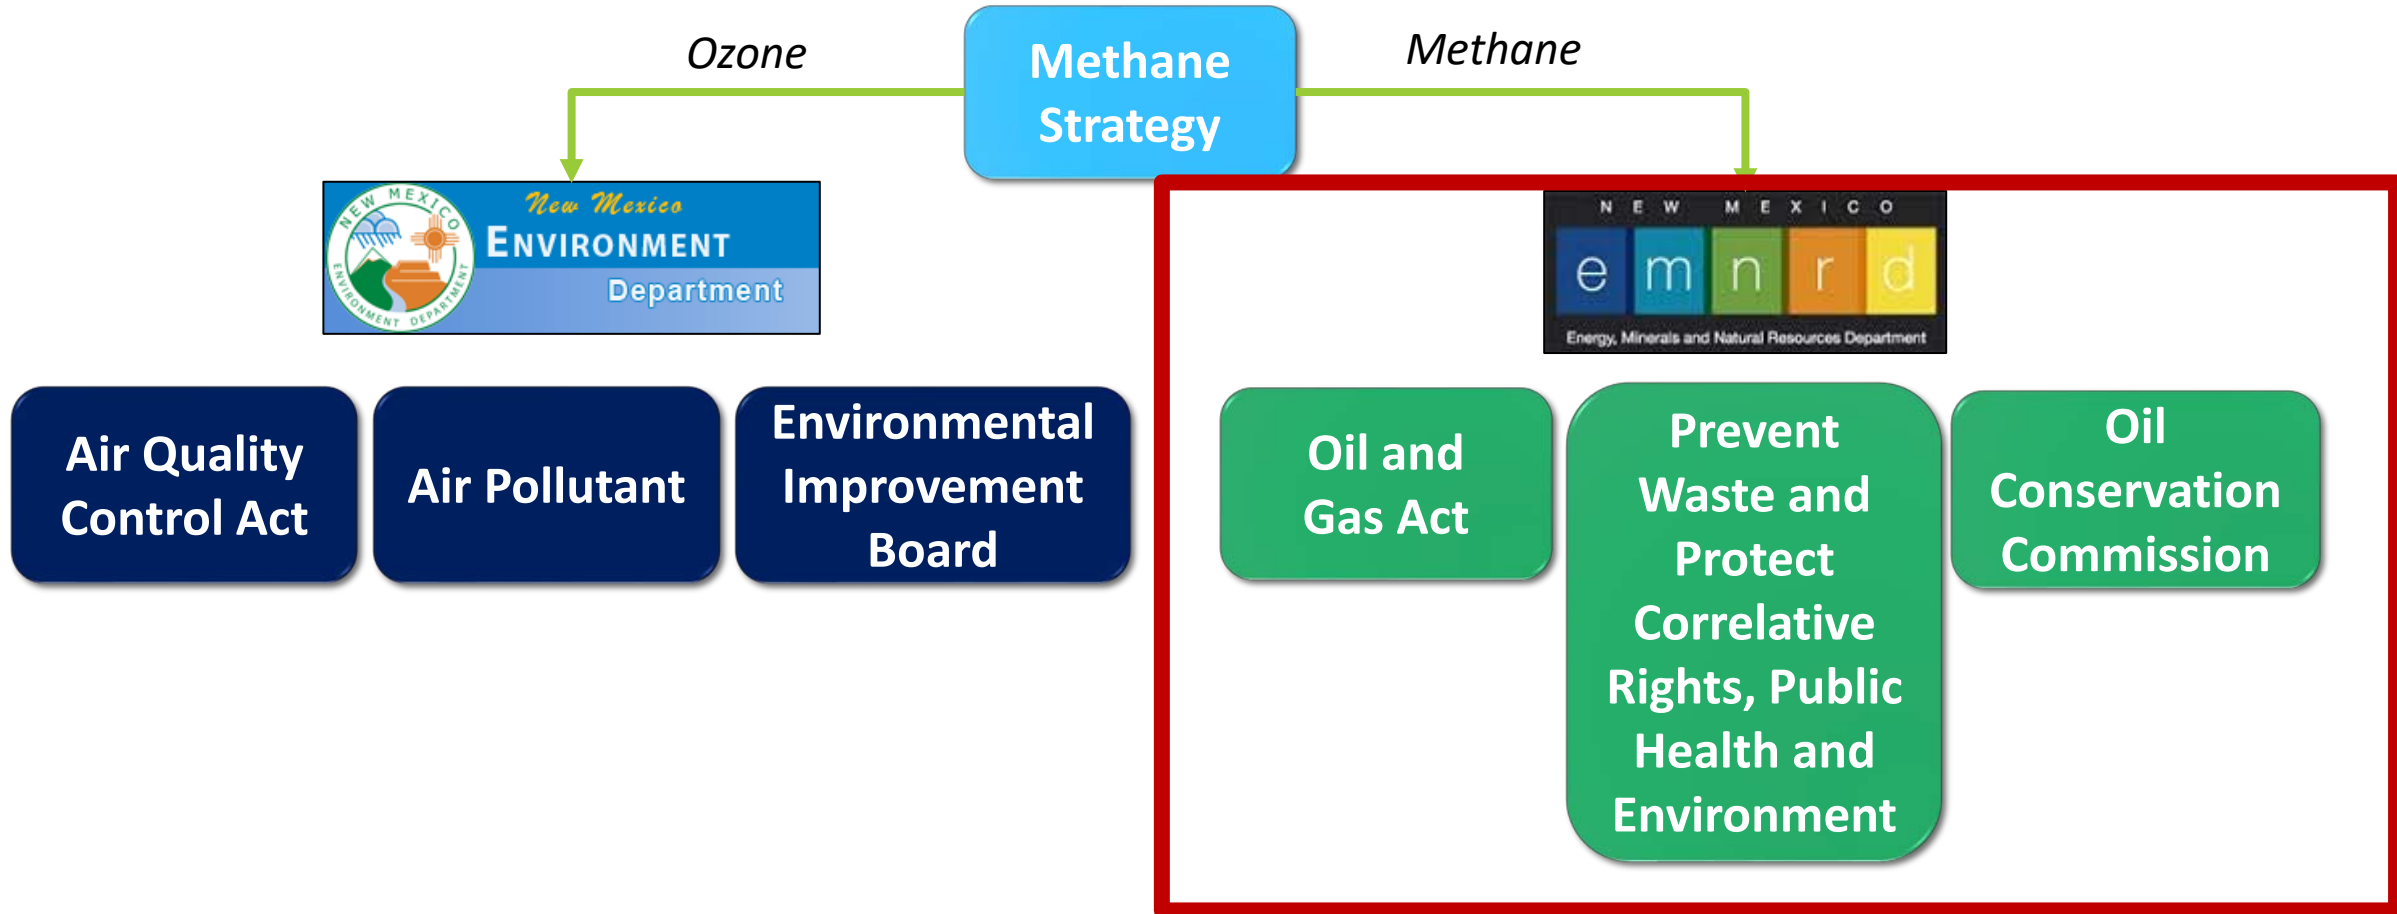 Ozone
Methane
Strategy
Methane
New Mexico
ENVIRONMENT
Department
NEW MEXICO
ENVIRONMENT DEPARTMENT
NEW MEXICO
e m n r d
Energy, Minerals and Natural Resources Department
Air Quality
Control Act
Air Pollutant
Environmental
Improvement
Board
Oil and
Gas Act
Prevent
Waste and
Protect
Correlative
Rights, Public
Health and
Environment
Oil
Conservation
Commission